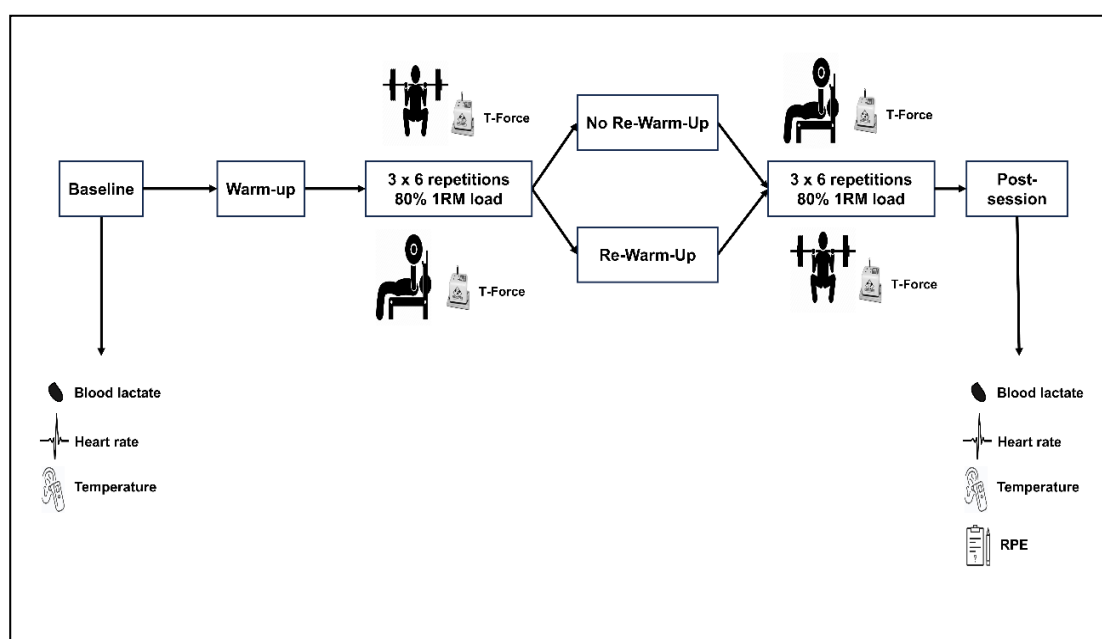 T-Force
T-Force
No Re-Warm-Up
Baseline
Warm-up
3 x 6 repetitions
80% 1RM load
3 x 6 repetitions
80% 1RM load
Post-
session
Re-Warm-Up
T-Force
T-Force
Blood lactate
Heart rate
Temperature
Blood lactate
Heart rate
Temperature
RPE